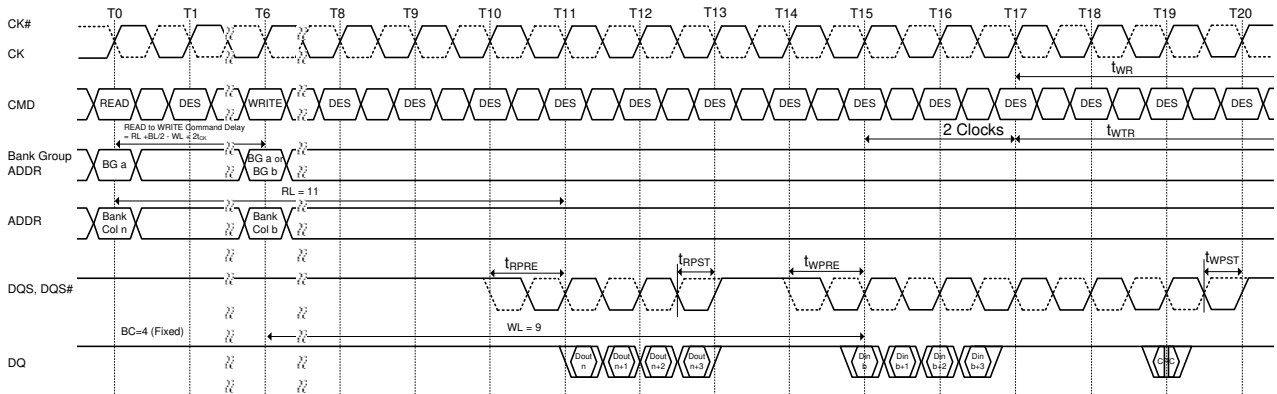 T0 T1 T6 T8 T9 T10 T11 T12 T13 T14 T15 T16 T17 T18 T19 T20
CK#
CK
tWR
CMD READ DES WRITE DES DES DES DES DES DES DES DES DES DES DES DES DES
READ to WRITE Command Delay
= RL +BL/2 - WL + 2tCK
2 Clocks
tWTR
Bank Group
ADDR
BG a
BG a or
BG b
RL = 11
ADDR
Bank
Col n
Bank
Col b
tRPRE tRPST tWPRE tWPST
DQS, DQS#
BC=4 (Fixed)
WL = 9
DQ
Dout
n
Dout
n+1
Dout
n+2
Dout
n+3
Din
b
Din
b+1
Din
b+2
Din
b+3
CRC